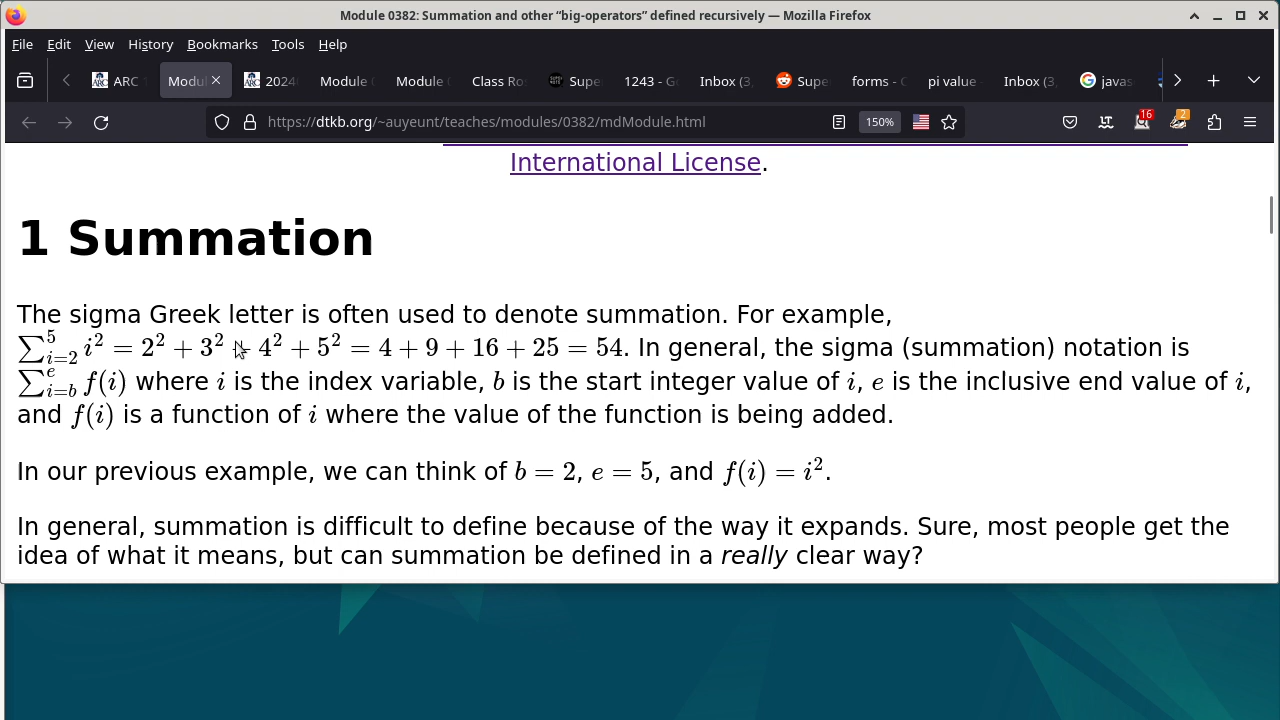 Module 0382: Summation and other “big-operators” defined recursively — Mozilla Firefox
File Edit View History Bookmarks Tools Help
ARC Modul 2024 Module Module Class Ro Supe 1243 - G Inbox (3, Supe forms - pi value Inbox (3, javas
https://dtkb.org/~auyeunt/teaches/modules/0382/mdModule.html 150% 16 2
International License.
1 Summation
The sigma Greek letter is often used to denote summation. For example,
∑_{i=2}^{5} i² = 2² + 3² + 4² + 5² = 4 + 9 + 16 + 25 = 54. In general, the sigma (summation) notation is
∑_{i=b}^{e} f(i) where i is the index variable, b is the start integer value of i, e is the inclusive end value of i,
and f(i) is a function of i where the value of the function is being added.
In our previous example, we can think of b = 2, e = 5, and f(i) = i².
In general, summation is difficult to define because of the way it expands. Sure, most people get the
idea of what it means, but can summation be defined in a really clear way?